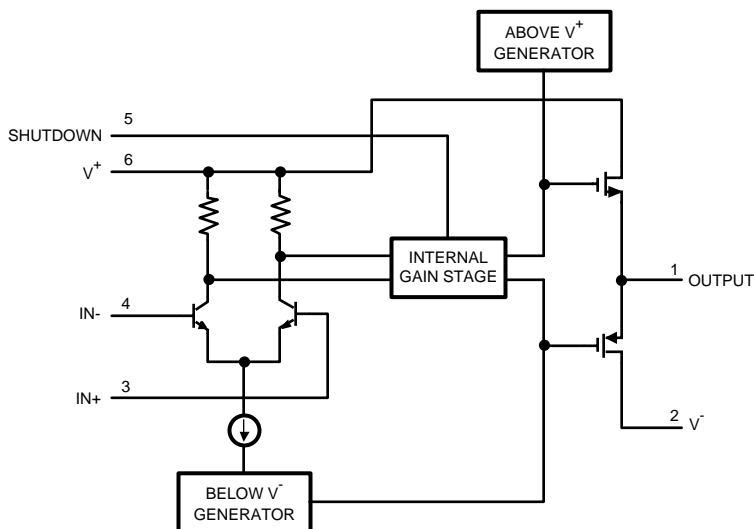 ABOVE V+
GENERATOR
5
SHUTDOWN
6
V+
INTERNAL
GAIN STAGE
1
OUTPUT
4
IN-
3
IN+
2
V-
BELOW V-
GENERATOR